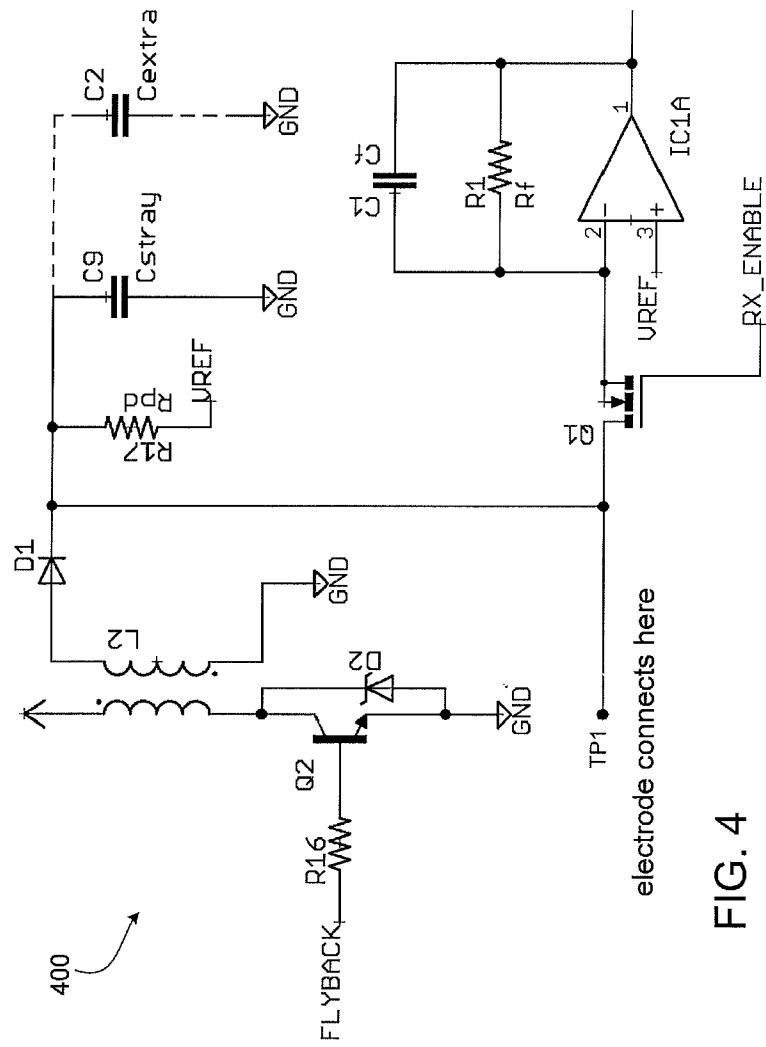 400
FLYBACK
R16
Q2
D2
GND
L2
GND
D1
R17
Rpd
VREF
C9
Cstray
GND
C2
Cextra
GND
TP1
electrode connects here
Q1
RX_ENABLE
C1
Cf
R1
Rf
2
3
1
VREF
IC1A
FIG. 4